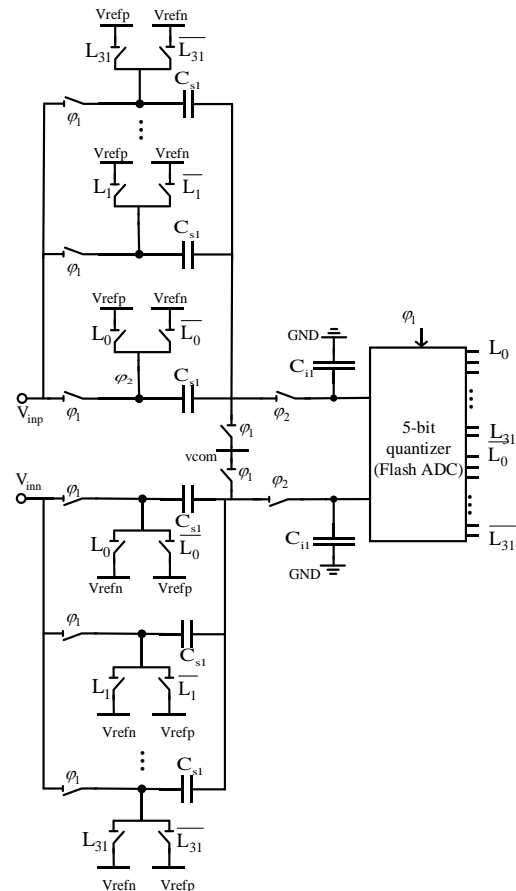 Vrefp Vrefn
L31 L31
Cs1
φ1
Vrefp Vrefn
L1 L1
Cs1
φ1
Vrefp Vrefn
GND
φ1
L0 L0
L0
Ci1
φ2
Cs1
Vinp
φ1
φ2
5-bit
quantizer
(Flash ADC)
L31
L0
φ1
vcom
φ1
Vinn
φ1
φ2
Cs1
L0 L0
Ci1
L31
GND
Vrefn Vrefp
φ1
Cs1
L1 L1
Vrefn Vrefp
Cs1
φ1
L31 L31
Vrefn Vrefp